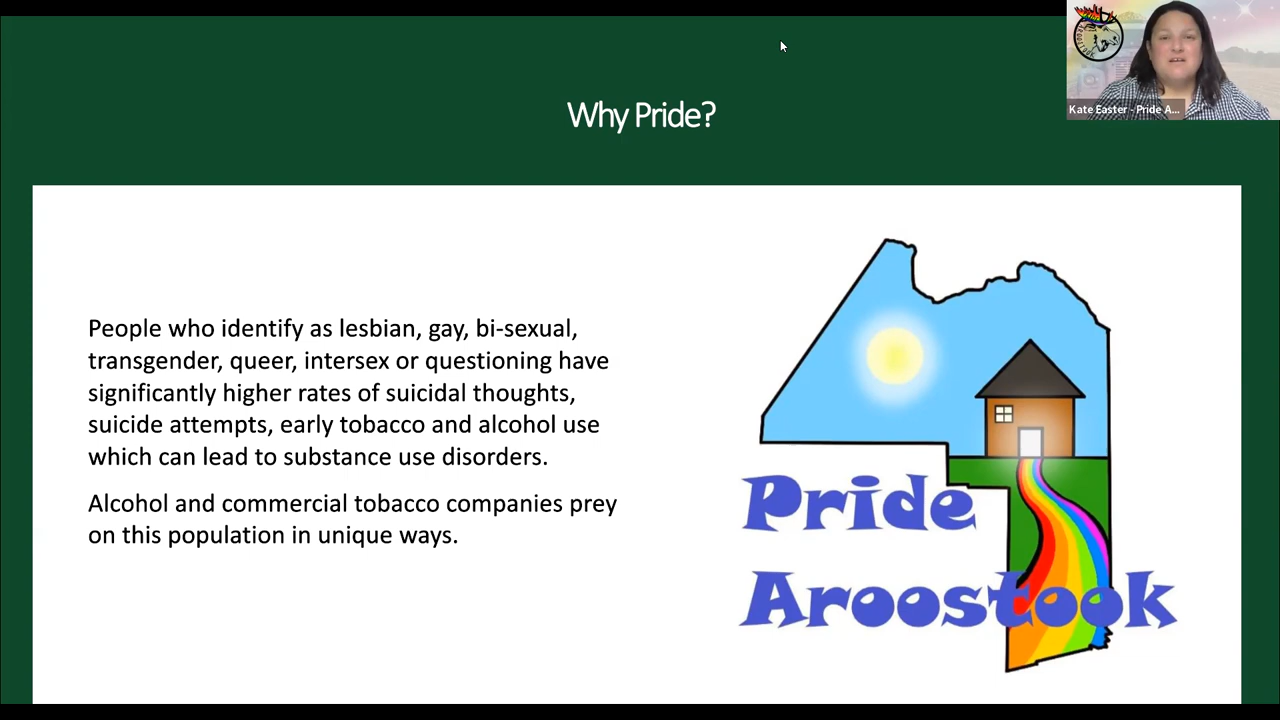 Why Pride?
Kate Easter - Pride A...
People who identify as lesbian, gay, bi-sexual,
transgender, queer, intersex or questioning have
significantly higher rates of suicidal thoughts,
suicide attempts, early tobacco and alcohol use
which can lead to substance use disorders.
Alcohol and commercial tobacco companies prey
on this population in unique ways.
Pride
Aroostook